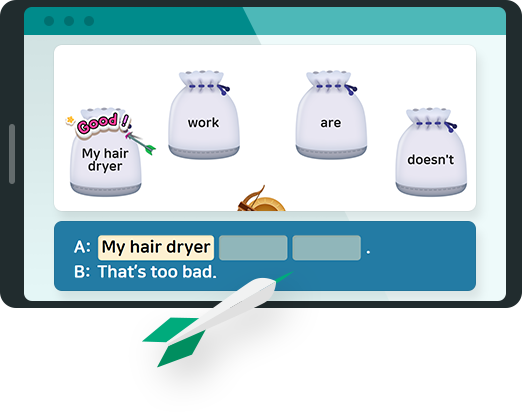 Good!
My hair
dryer
work
are
doesn't
A: My hair dryer .
B: That's too bad.